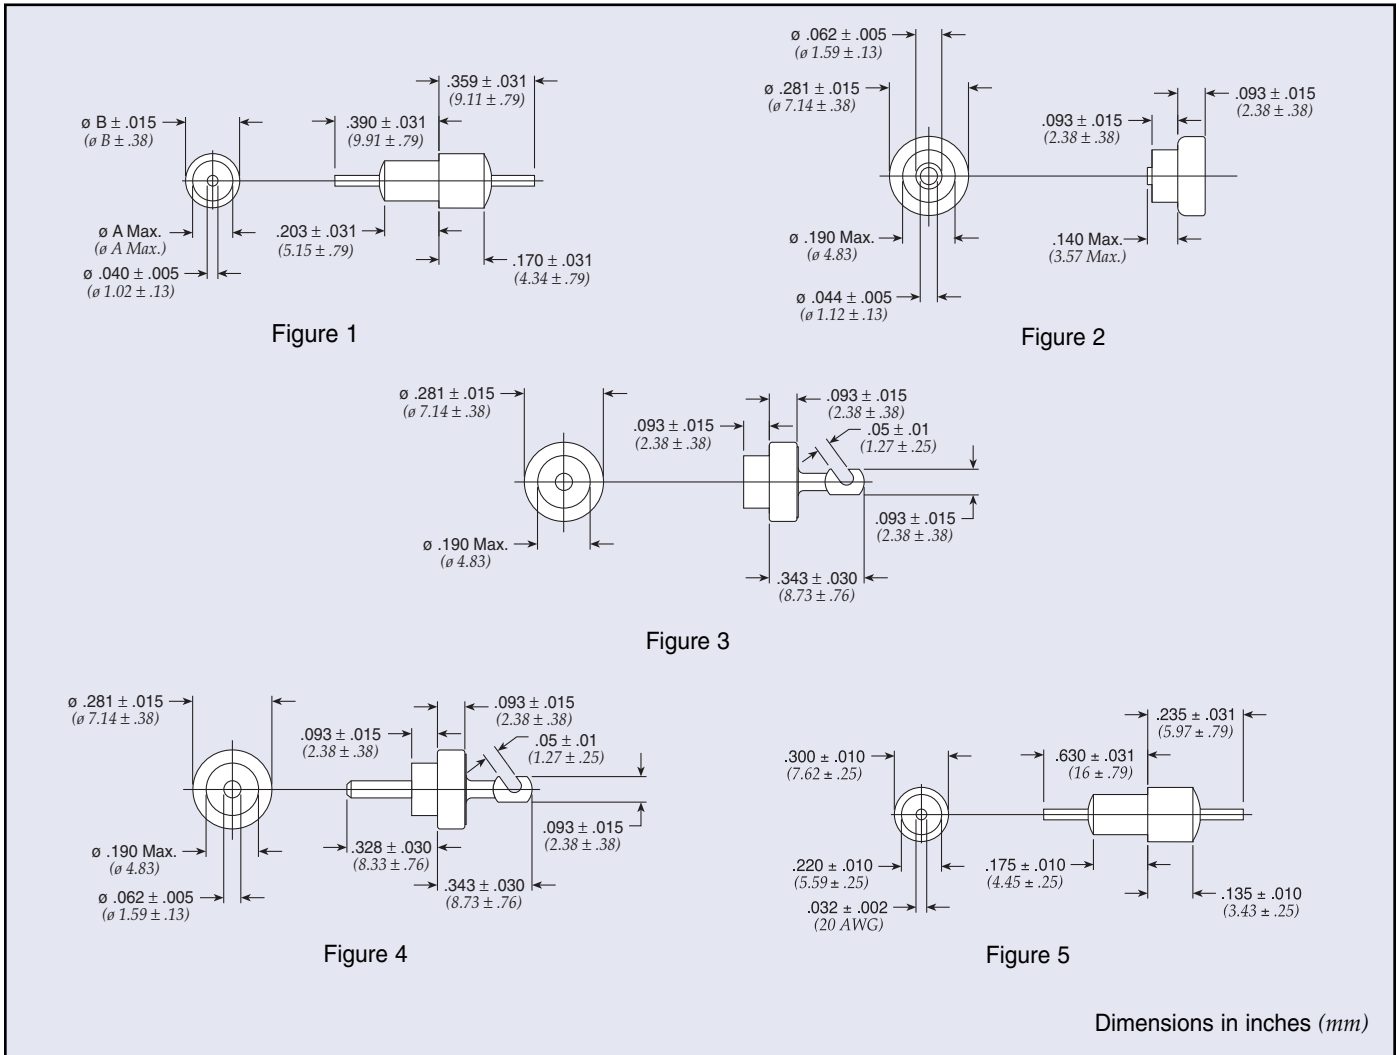 .359 ± .031
(9.11 ± .79)
ø B ± .015
(ø B ± .38)
.390 ± .031
(9.91 ± .79)
ø A Max.
(ø A Max.)
.203 ± .031
(5.15 ± .79)
ø .040 ± .005
(ø 1.02 ± .13)
.170 ± .031
(4.34 ± .79)
Figure 1
ø .062 ± .005
(ø 1.59 ± .13)
ø .281 ± .015
(ø 7.14 ± .38)
.093 ± .015
(2.38 ± .38)
.093 ± .015
(2.38 ± .38)
ø .190 Max.
(ø 4.83)
.140 Max.
(3.57 Max.)
ø .044 ± .005
(ø 1.12 ± .13)
Figure 2
ø .281 ± .015
(ø 7.14 ± .38)
.093 ± .015
(2.38 ± .38)
.093 ± .015
(2.38 ± .38)
.05 ± .01
(1.27 ± .25)
.093 ± .015
(2.38 ± .38)
ø .190 Max.
(ø 4.83)
.343 ± .030
(8.73 ± .76)
Figure 3
ø .281 ± .015
(ø 7.14 ± .38)
.093 ± .015
(2.38 ± .38)
.093 ± .015
(2.38 ± .38)
.05 ± .01
(1.27 ± .25)
.093 ± .015
(2.38 ± .38)
ø .190 Max.
(ø 4.83)
.328 ± .030
(8.33 ± .76)
ø .062 ± .005
(ø 1.59 ± .13)
.343 ± .030
(8.73 ± .76)
Figure 4
.235 ± .031
(5.97 ± .79)
.300 ± .010
(7.62 ± .25)
.630 ± .031
(16 ± .79)
.220 ± .010
(5.59 ± .25)
.175 ± .010
(4.45 ± .25)
.032 ± .002
(20 AWG)
.135 ± .010
(3.43 ± .25)
Figure 5
Dimensions in inches (mm)